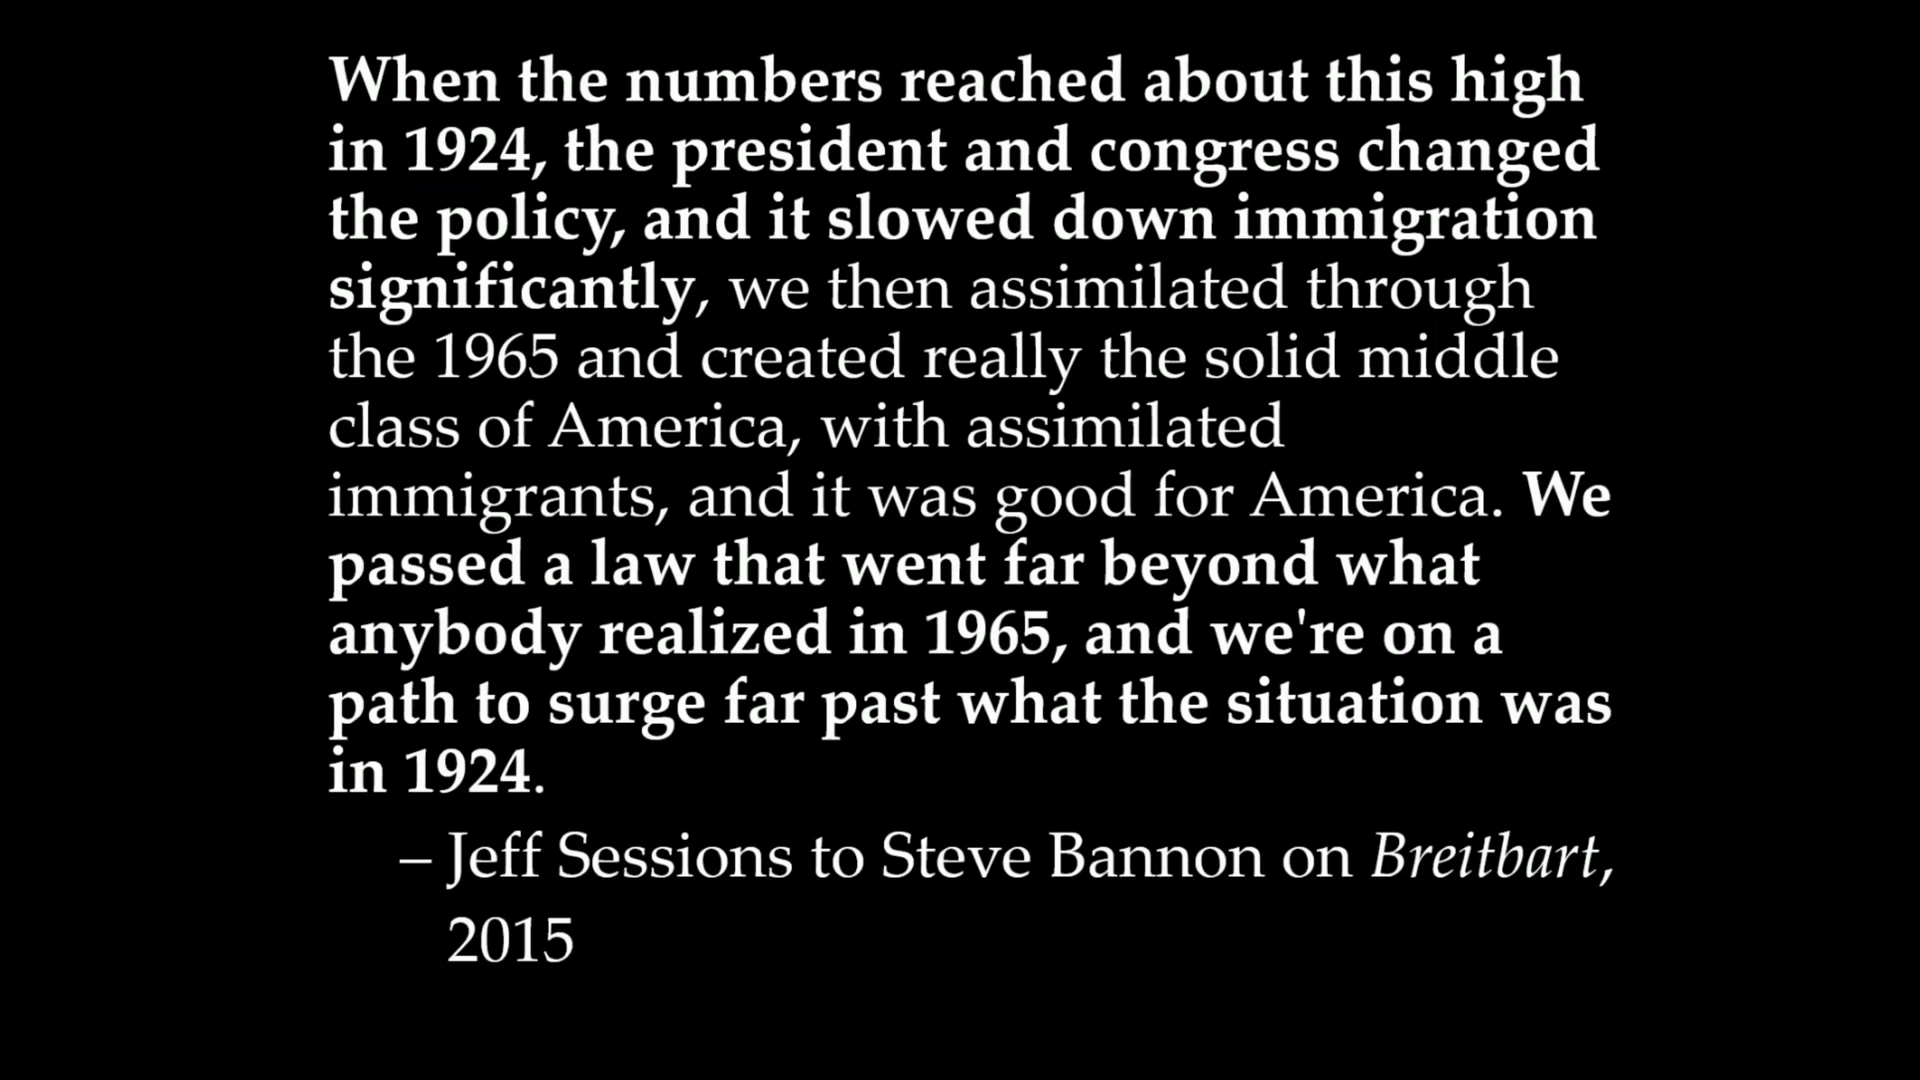 When the numbers reached about this high
in 1924, the president and congress changed
the policy, and it slowed down immigration
significantly, we then assimilated through
the 1965 and created really the solid middle
class of America, with assimilated
immigrants, and it was good for America. We
passed a law that went far beyond what
anybody realized in 1965, and we're on a
path to surge far past what the situation was
in 1924.
– Jeff Sessions to Steve Bannon on Breitbart,
2015